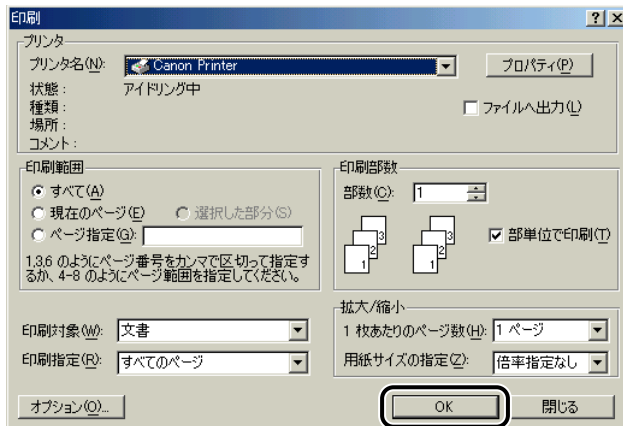 印刷
プリンタ
プリンタ名(N): Canon Printer プロパティ(P)
状態: アイドリング中
種類:
場所:
コメント:
ファイルへ出力(L)
印刷範囲
すべて(A)
現在のページ(E) 選択した部分(S)
ページ指定(G):
1,3,6 のようにページ番号をカンマで区切って指定す
るか、4-8 のようにページ範囲を指定してください。
印刷部数
部数(C): 1
1 2 3 1 2 3
部単位で印刷(T)
印刷対象(W): 文書
印刷指定(R): すべてのページ
拡大/縮小
1 枚あたりのページ数(H): 1 ページ
用紙サイズの指定(Z): 倍率指定なし
オプション(O)... OK 閉じる